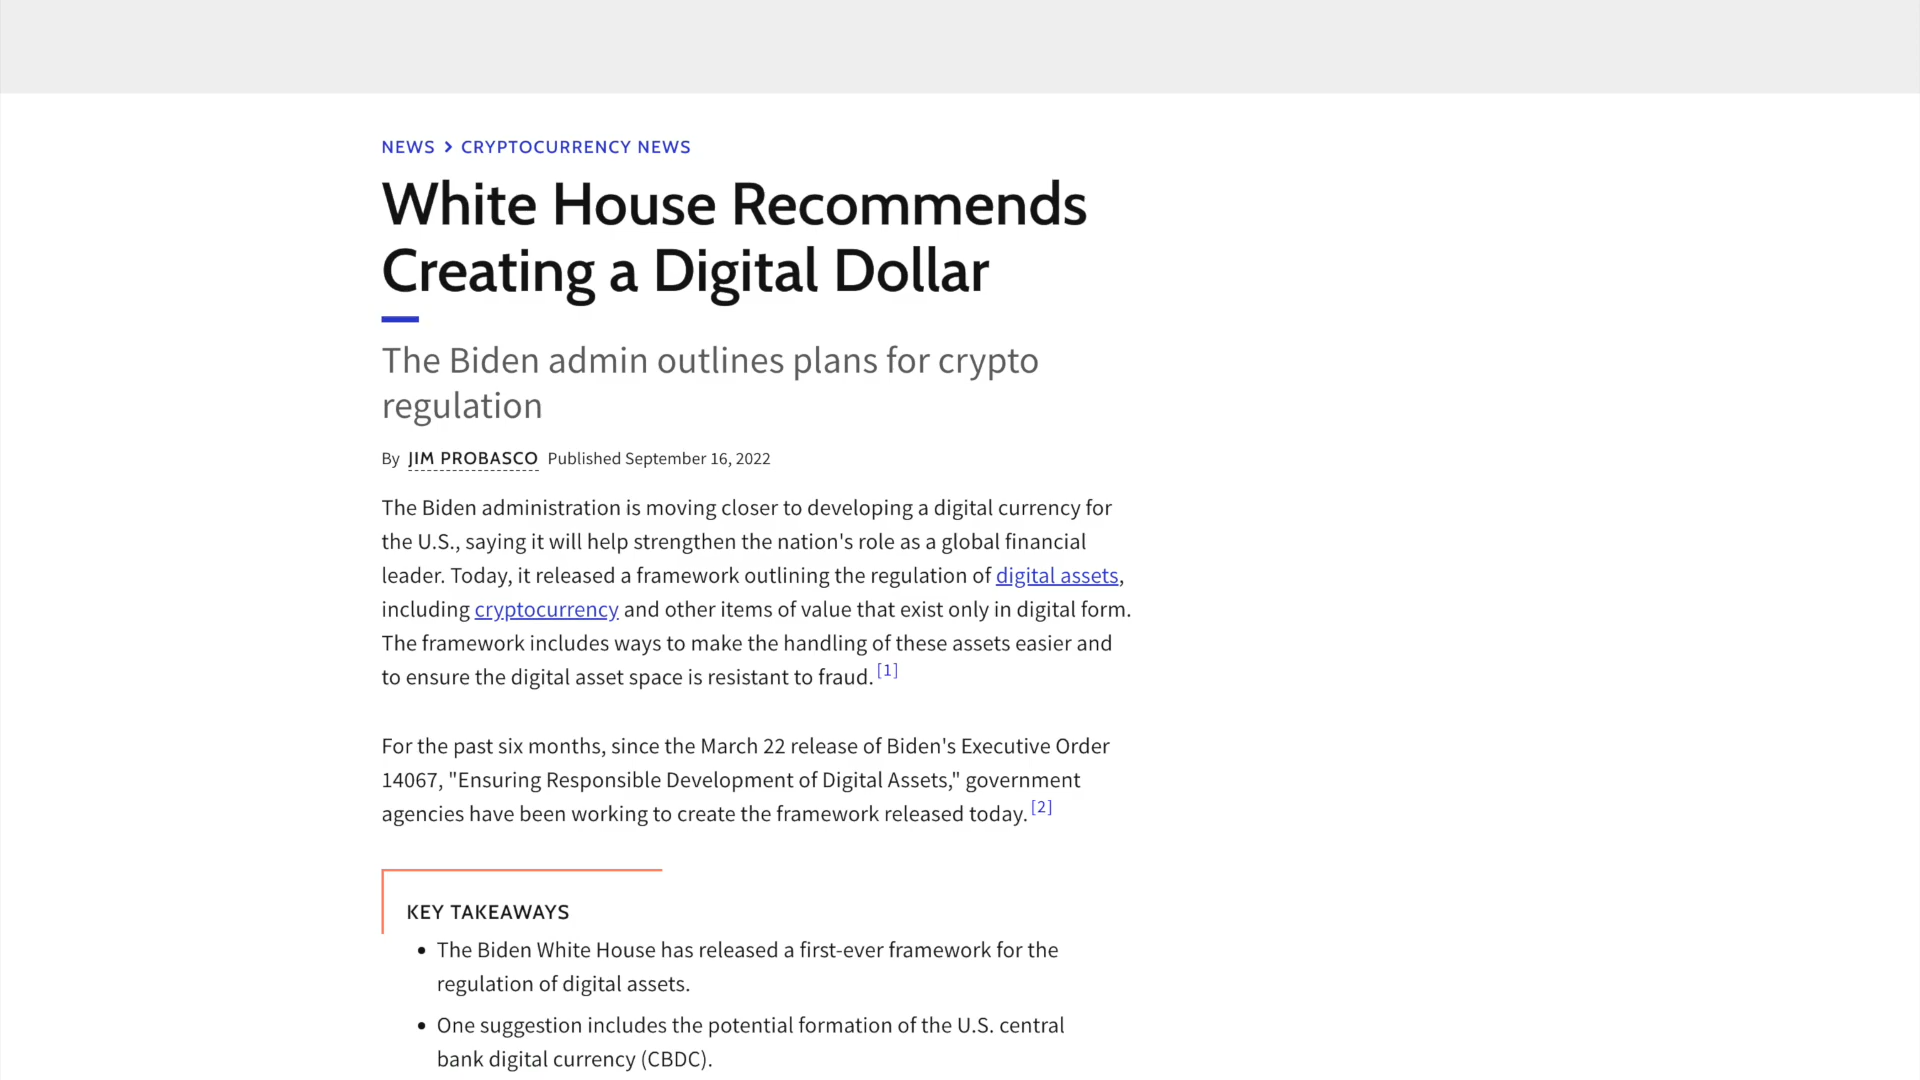 NEWS > CRYPTOCURRENCY NEWS
White House Recommends
Creating a Digital Dollar
The Biden admin outlines plans for crypto
regulation
By JIM PROBASCO Published September 16, 2022
The Biden administration is moving closer to developing a digital currency for
the U.S., saying it will help strengthen the nation's role as a global financial
leader. Today, it released a framework outlining the regulation of digital assets,
including cryptocurrency and other items of value that exist only in digital form.
The framework includes ways to make the handling of these assets easier and
to ensure the digital asset space is resistant to fraud. [1]
For the past six months, since the March 22 release of Biden's Executive Order
14067, "Ensuring Responsible Development of Digital Assets," government
agencies have been working to create the framework released today. [2]
KEY TAKEAWAYS
• The Biden White House has released a first-ever framework for the
regulation of digital assets.
• One suggestion includes the potential formation of the U.S. central
bank digital currency (CBDC).